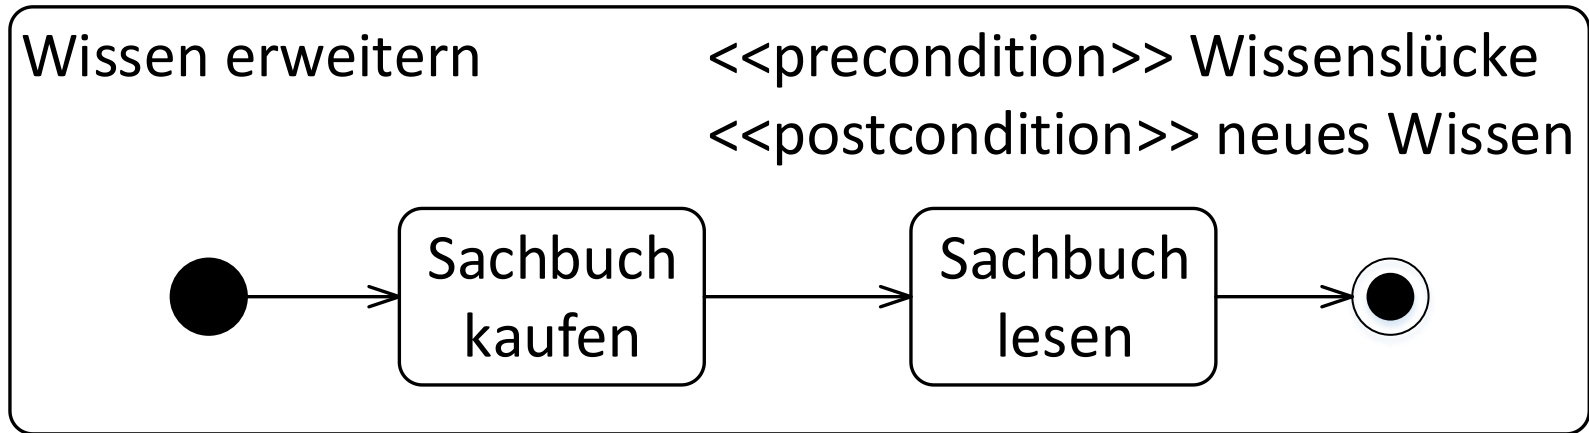 Wissen erweitern
<<precondition>> Wissenslücke
<<postcondition>> neues Wissen
Sachbuch
kaufen
Sachbuch
lesen